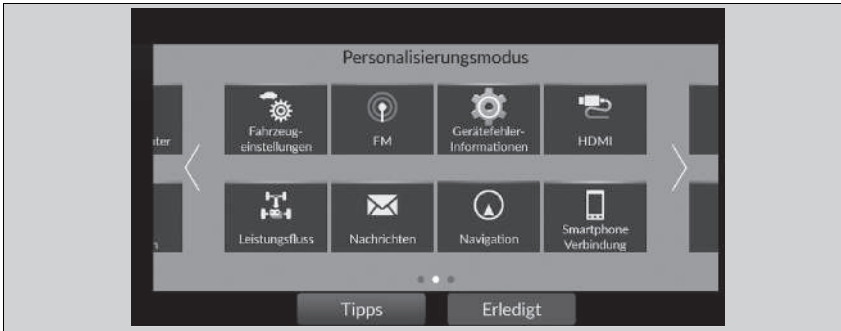 Personalisierungsmodus
Fahrzeug-
einstellungen
FM
Gerätefehler-
Informationen
HDMI
Leistungsfluss
Nachrichten
Navigation
Smartphone
Verbindung
Tipps
Erledigt